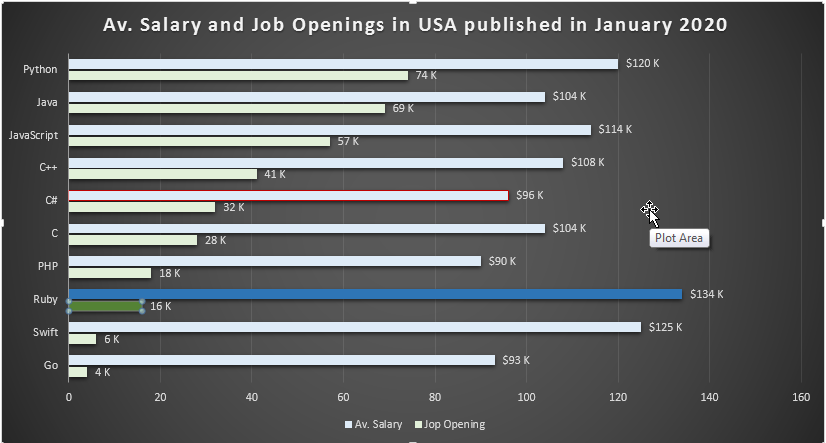 Av. Salary and Job Openings in USA published in January 2020
Python
$120 K
74 K
Java
$104 K
69 K
JavaScript
$114 K
57 K
C++
$108 K
41 K
C#
$96 K
32 K
C
$104 K
28 K
Plot Area
PHP
$90 K
18 K
Ruby
$134 K
16 K
Swift
$125 K
6 K
Go
$93 K
4 K
0 20 40 60 80 100 120 140 160
Av. Salary Jop Opening